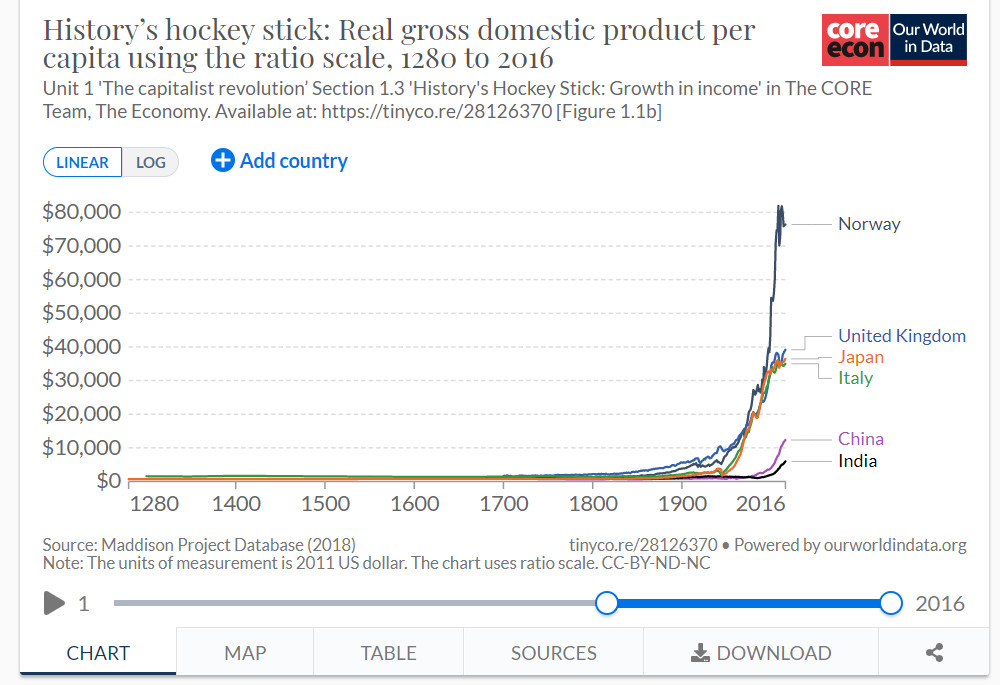 History’s hockey stick: Real gross domestic product per
capita using the ratio scale, 1280 to 2016
core
econ
Our World
in Data
Unit 1 'The capitalist revolution’ Section 1.3 'History's Hockey Stick: Growth in income' in The CORE
Team, The Economy. Available at: https://tinyco.re/28126370 [Figure 1.1b]
LINEAR
LOG
Add country
$80,000
$70,000
$60,000
$50,000
$40,000
$30,000
$20,000
$10,000
$0
Norway
United Kingdom
Japan
Italy
China
India
1280
1400
1500
1600
1700
1800
1900
2016
Source: Maddison Project Database (2018)
tinyco.re/28126370 • Powered by ourworldindata.org
Note: The units of measurement is 2011 US dollar. The chart uses ratio scale. CC-BY-ND-NC
1
2016
CHART
MAP
TABLE
SOURCES
DOWNLOAD